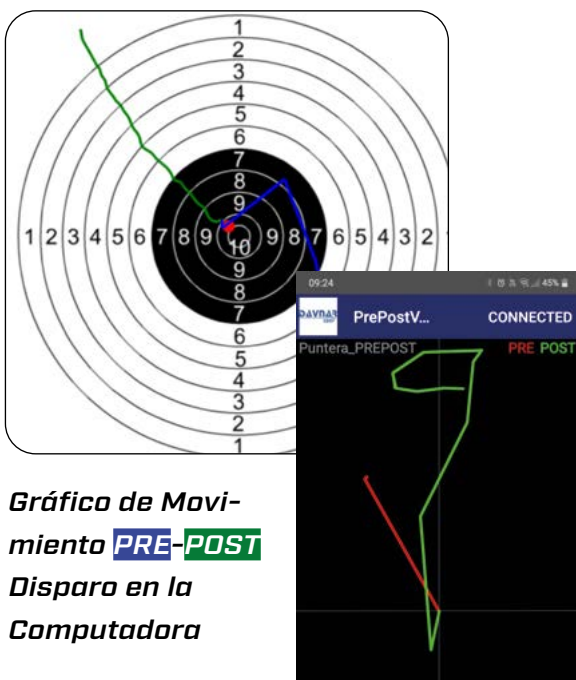 1
2
3
4
5
6
7
8
9
1 2 3 4 5 6 7 8 9 10 9 8 7 6 5 4 3 2
9
8
7
6
5
4
3
2
1
09:24 45%
DAVNAR PrePostV... CONNECTED
Puntera_PREPOST PRE POST
Gráfico de Movi-
miento PRE-POST
Disparo en la
Computadora